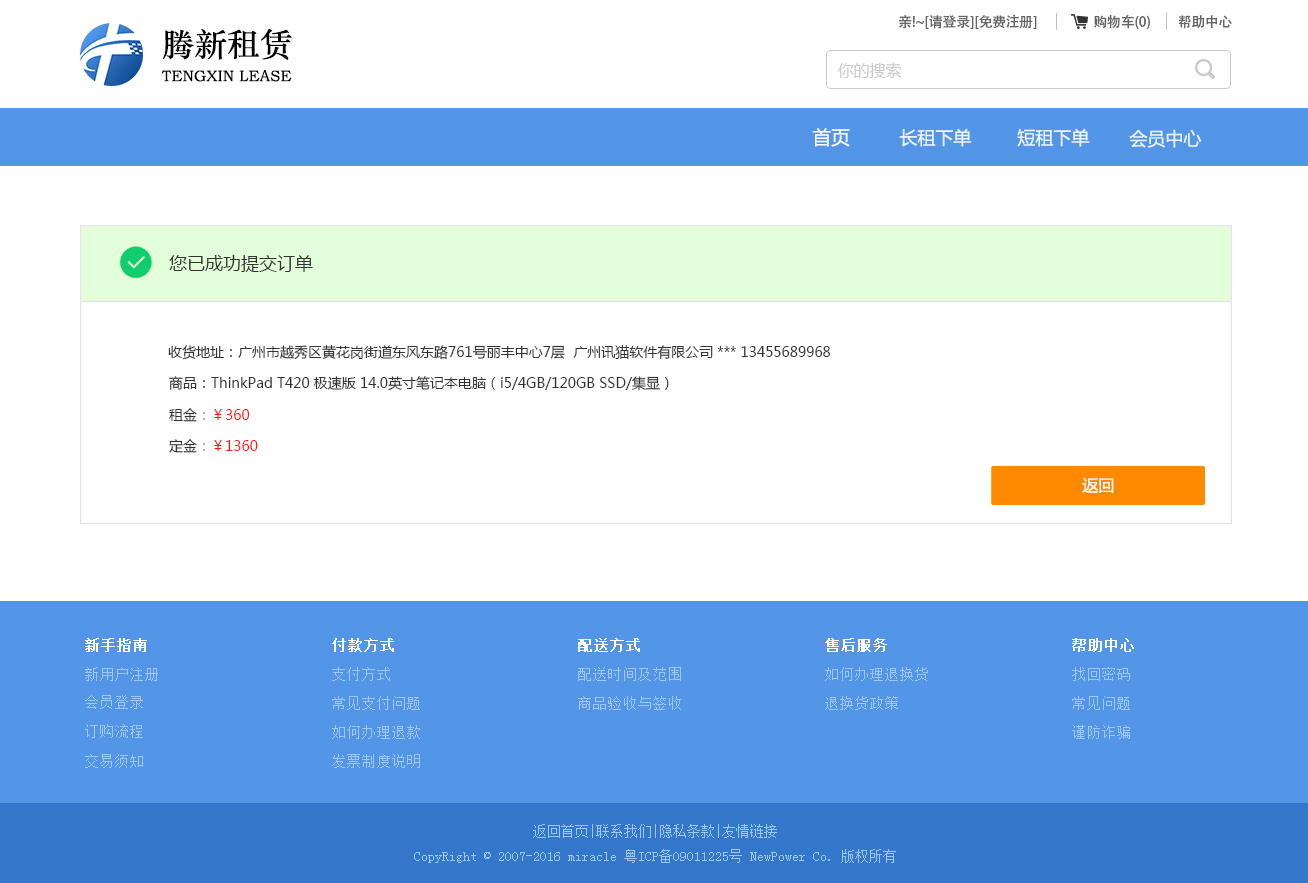 亲!~[请登录][免费注册] 购物车(0) 帮助中心
腾新租赁
TENGXIN LEASE
你的搜索
首页 长租下单 短租下单 会员中心
您已成功提交订单
收货地址：广州市越秀区黄花岗街道东风东路761号丽丰中心7层 广州讯猫软件有限公司 *** 13455689968
商品：ThinkPad T420 极速版 14.0英寸笔记本电脑（i5/4GB/120GB SSD/集显）
租金：￥360
定金：￥1360
返回
新手指南 付款方式 配送方式 售后服务 帮助中心
新用户注册 支付方式 配送时间及范围 如何办理退换货 找回密码
会员登录 常见支付问题 商品验收与签收 退换货政策 常见问题
订购流程 如何办理退款 谨防诈骗
交易须知 发票制度说明
返回首页|联系我们|隐私条款|友情链接
CopyRight © 2007-2016 miracle 粤ICP备09011225号 NewPower Co. 版权所有